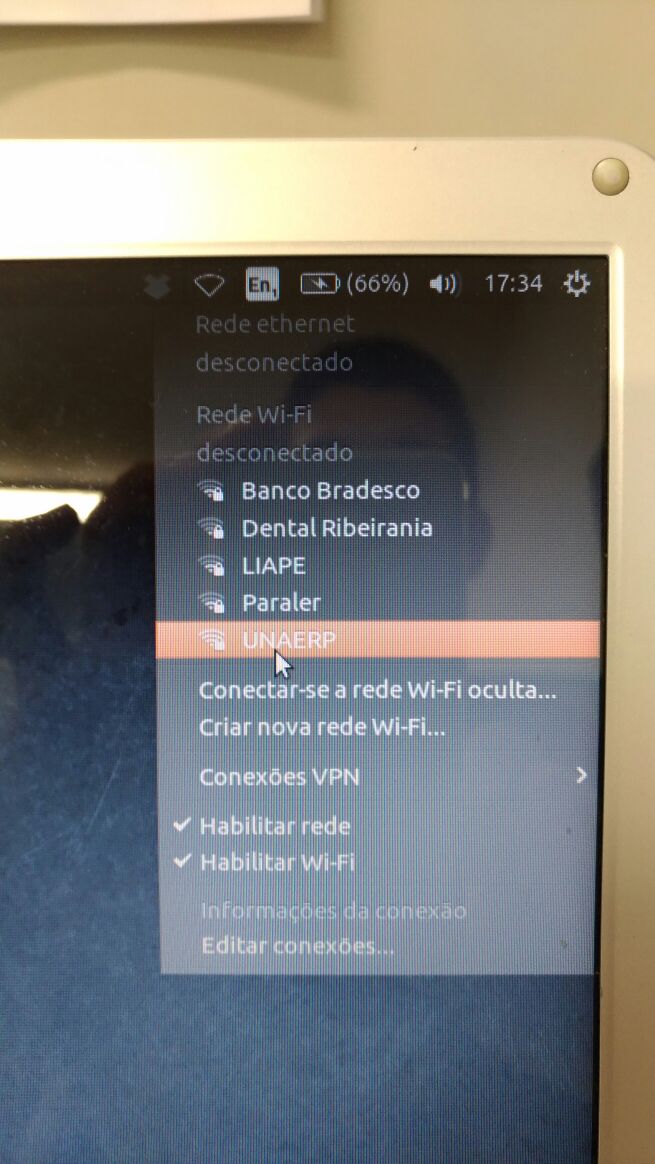 En,
(66%)
17:34
Rede ethernet
desconectado
Rede Wi-Fi
desconectado
Banco Bradesco
Dental Ribeirania
LIAPE
Paraler
UNAERP
Conectar-se a rede Wi-Fi oculta...
Criar nova rede Wi-Fi...
Conexões VPN
Habilitar rede
Habilitar Wi-Fi
Informações da conexão
Editar conexões...